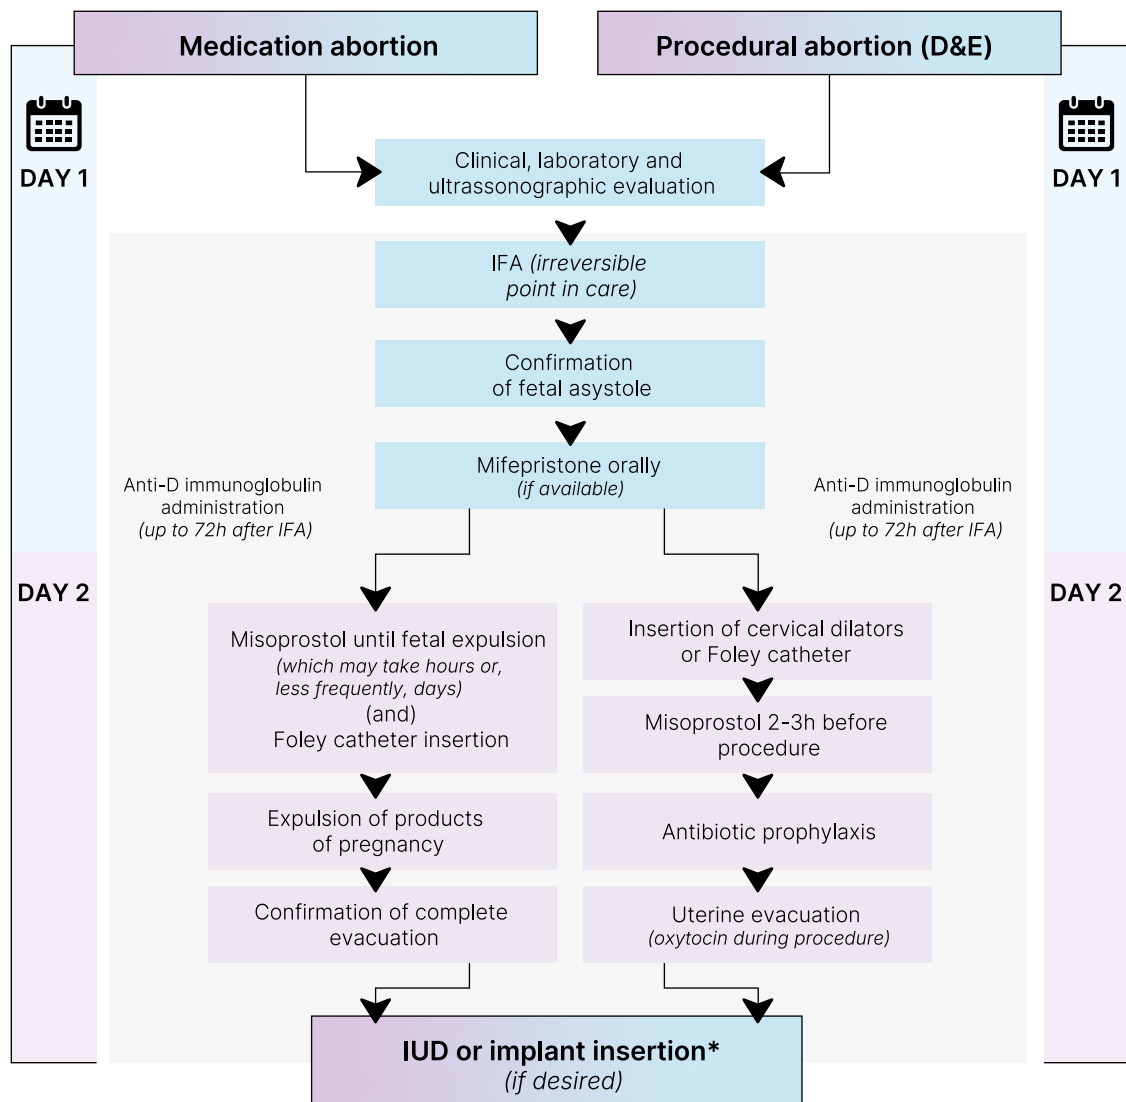 Medication abortion
Procedural abortion (D&E)
DAY 1
DAY 1
Clinical, laboratory and
ultrassonographic evaluation
IFA (irreversible
point in care)
Confirmation
of fetal asystole
Mifepristone orally
(if available)
Anti-D immunoglobulin
administration
(up to 72h after IFA)
Anti-D immunoglobulin
administration
(up to 72h after IFA)
DAY 2
DAY 2
Misoprostol until fetal expulsion
(which may take hours or,
less frequently, days)
(and)
Foley catheter insertion
Expulsion of products
of pregnancy
Confirmation of complete
evacuation
Insertion of cervical dilators
or Foley catheter
Misoprostol 2-3h before
procedure
Antibiotic prophylaxis
Uterine evacuation
(oxytocin during procedure)
IUD or implant insertion*
(if desired)